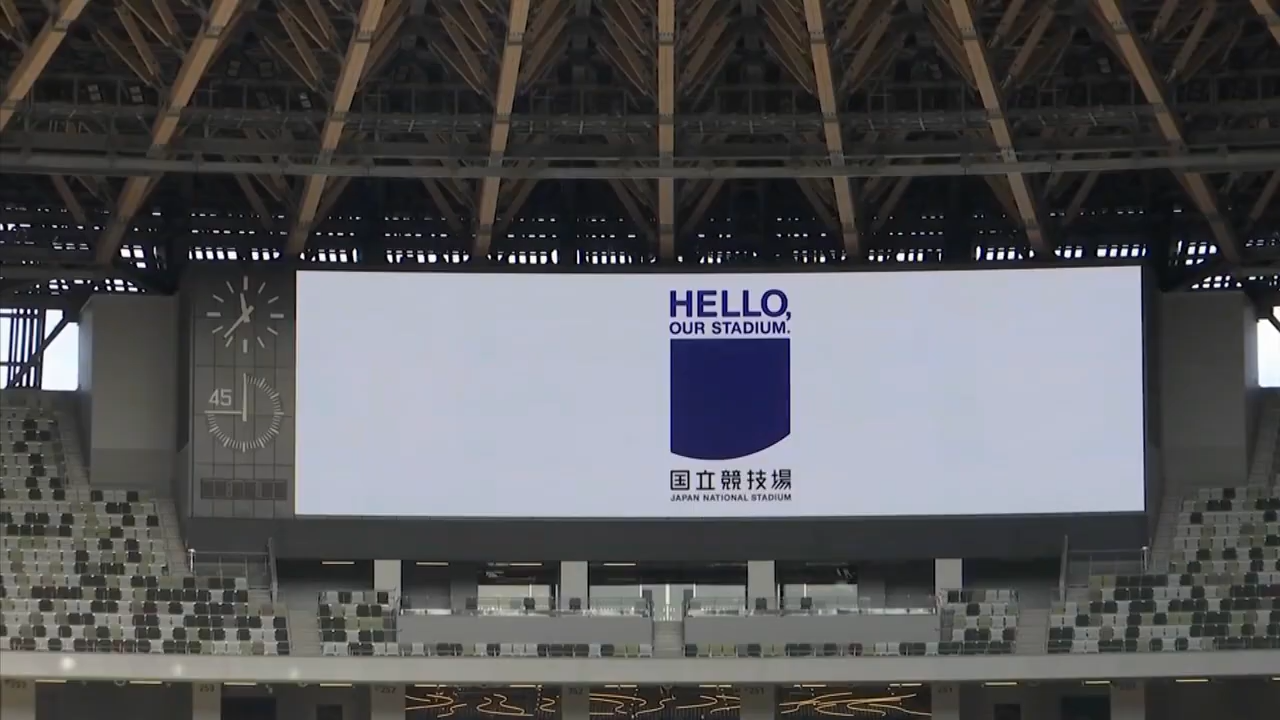 HELLO,
OUR STADIUM.
45
国立競技場
JAPAN NATIONAL STADIUM